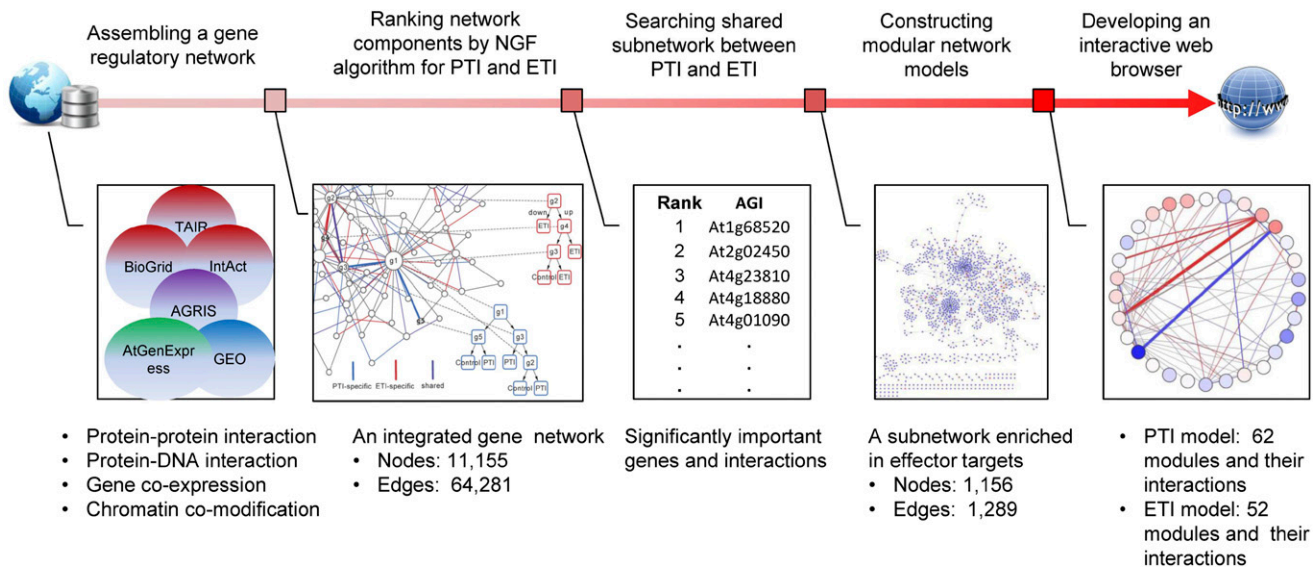 Assembling a gene
regulatory network
Ranking network
components by NGF
algorithm for PTI and ETI
Searching shared
subnetwork between
PTI and ETI
Constructing
modular network
models
Developing an
interactive web
browser
http://www
TAIR
BioGrid
IntAct
AGRIS
AtGenExpr
ess
GEO
g2
g3
g1
g5
PTI-specific
ETI-specific
shared
g2
down
up
ETI
g4
g3
ETI
Control
ETI
g1
g5
g3
Control
PTI
PTI
g2
Control
PTI
Rank AGI
1 At1g68520
2 At2g02450
3 At4g23810
4 At4g18880
5 At4g01090
. .
. .
. .
• Protein-protein interaction
• Protein-DNA interaction
• Gene co-expression
• Chromatin co-modification
An integrated gene network
• Nodes: 11,155
• Edges: 64,281
Significantly important
genes and interactions
A subnetwork enriched
in effector targets
• Nodes: 1,156
• Edges: 1,289
• PTI model: 62
modules and their
interactions
• ETI model: 52
modules and their
interactions